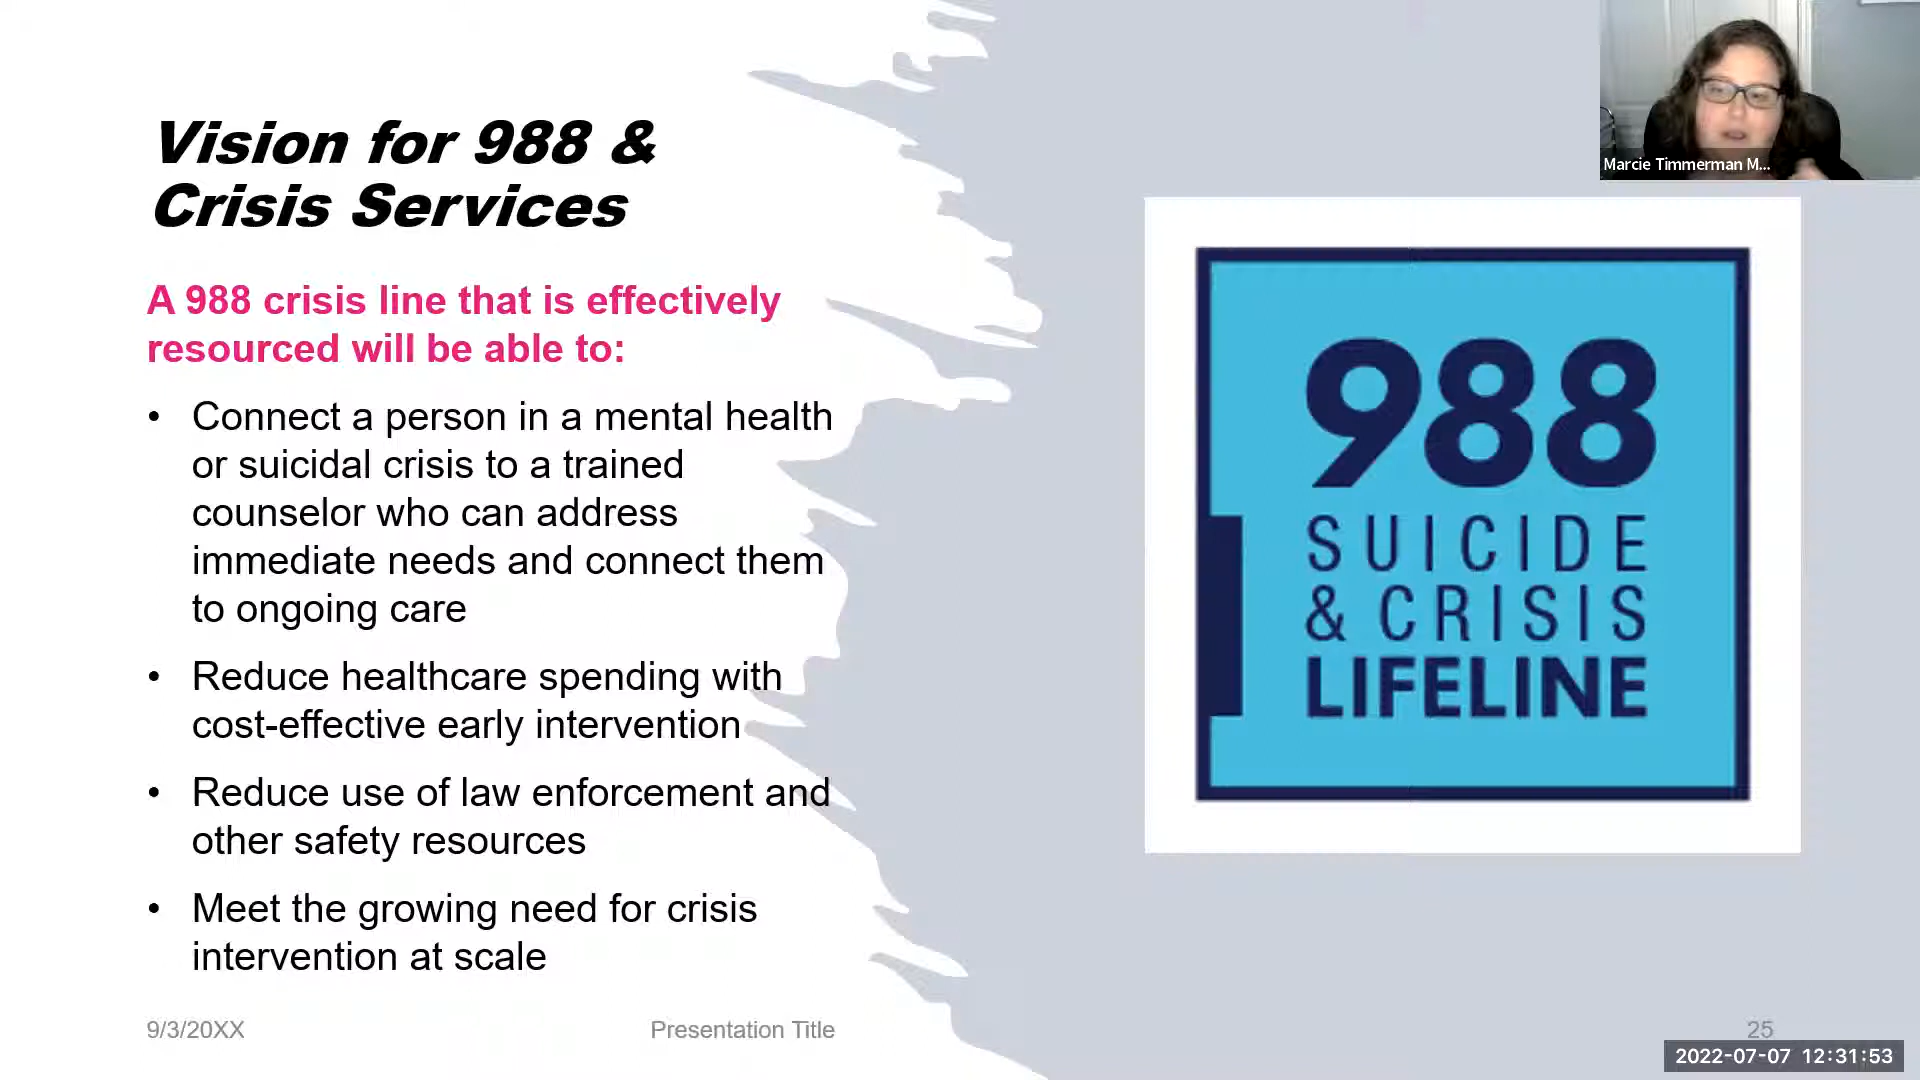 Vision for 988 &
Crisis Services
A 988 crisis line that is effectively
resourced will be able to:
• Connect a person in a mental health
or suicidal crisis to a trained
counselor who can address
immediate needs and connect them
to ongoing care
• Reduce healthcare spending with
cost-effective early intervention
• Reduce use of law enforcement and
other safety resources
• Meet the growing need for crisis
intervention at scale
9/3/20XX
Presentation Title
25
Marcie Timmerman M...
988
SUICIDE
& CRISIS
LIFELINE
2022-07-07 12:31:53